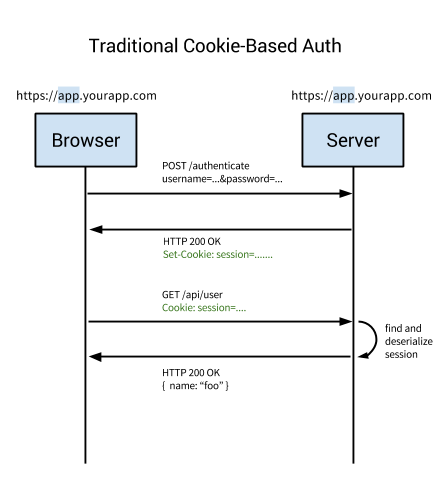 Traditional Cookie-Based Auth
https://app.yourapp.com
https://app.yourapp.com
Browser
Server
POST /authenticate
username=...&password=...
HTTP 200 OK
Set-Cookie: session=.......
GET /api/user
Cookie: session=....
find and
deserialize
session
HTTP 200 OK
{ name: “foo” }